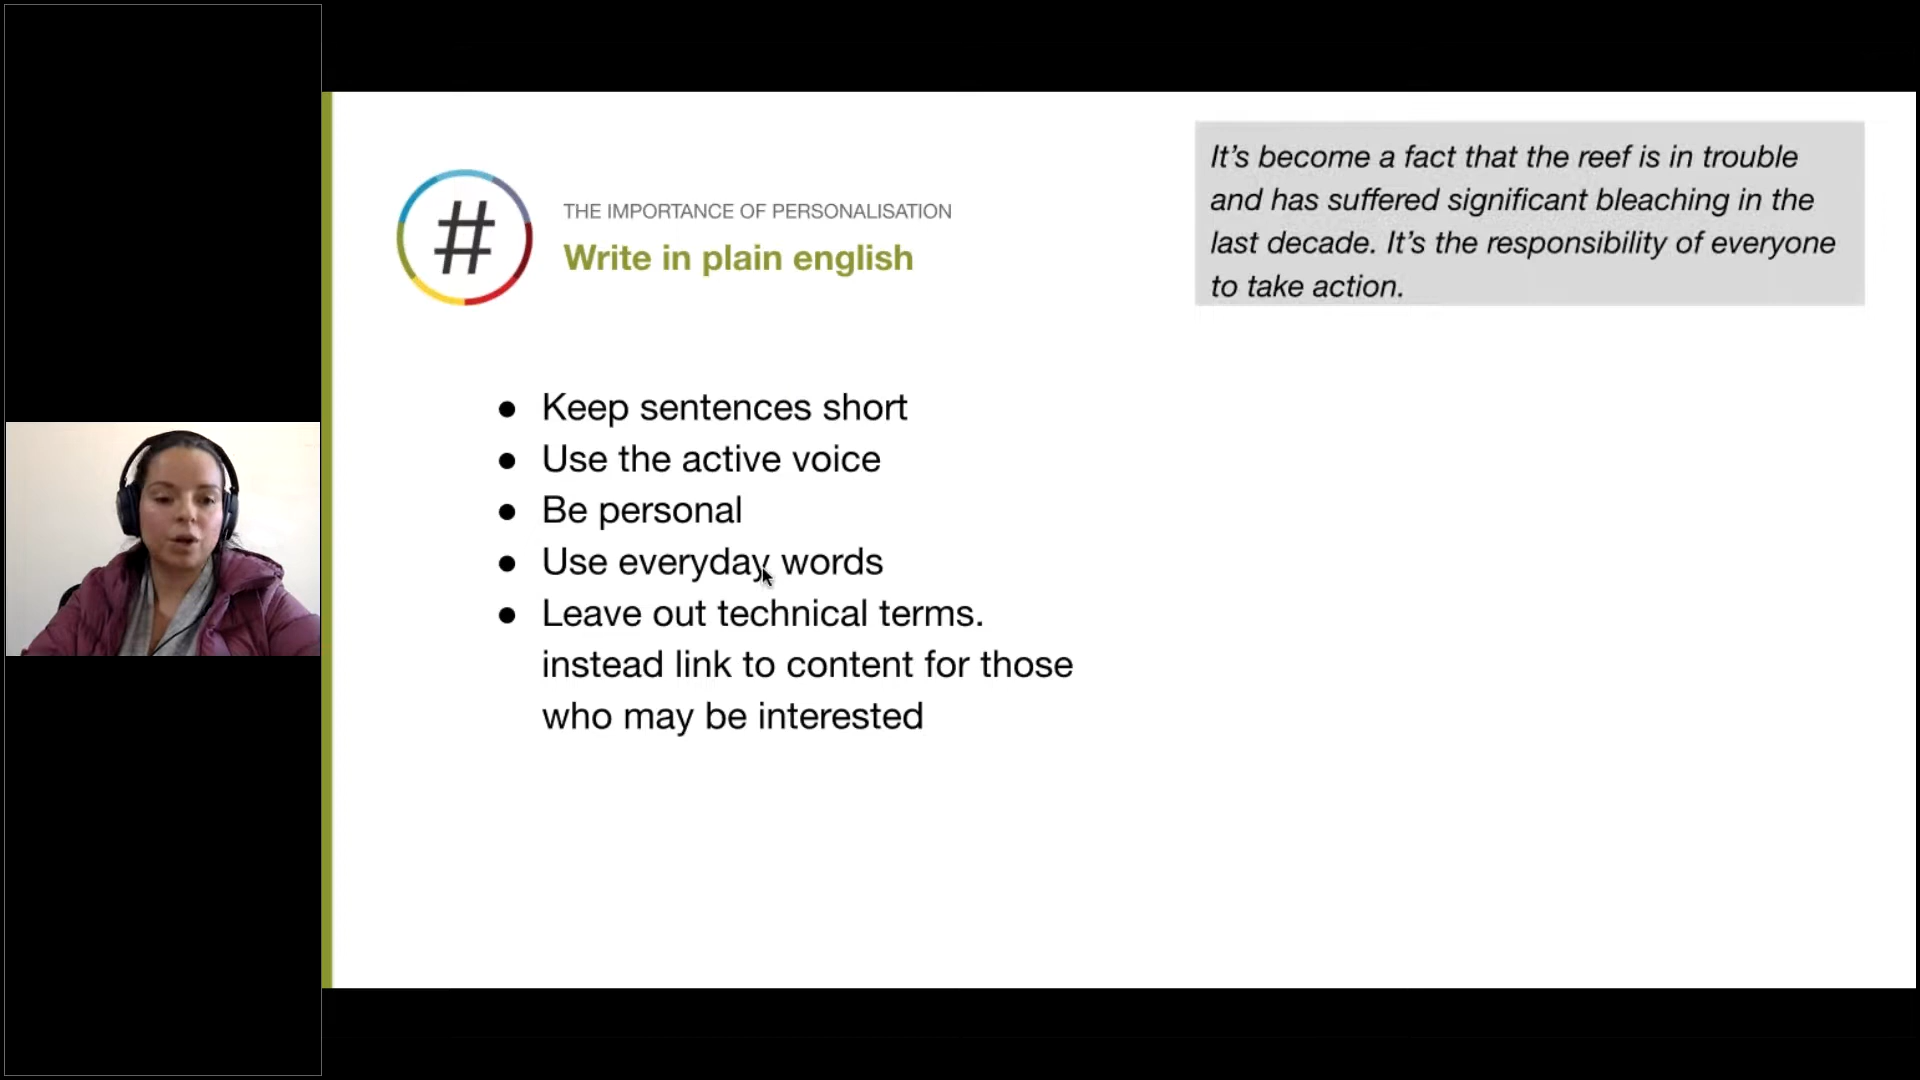 #
THE IMPORTANCE OF PERSONALISATION
Write in plain english
It's become a fact that the reef is in trouble
and has suffered significant bleaching in the
last decade. It's the responsibility of everyone
to take action.
● Keep sentences short
● Use the active voice
● Be personal
● Use everyday words
● Leave out technical terms.
instead link to content for those
who may be interested